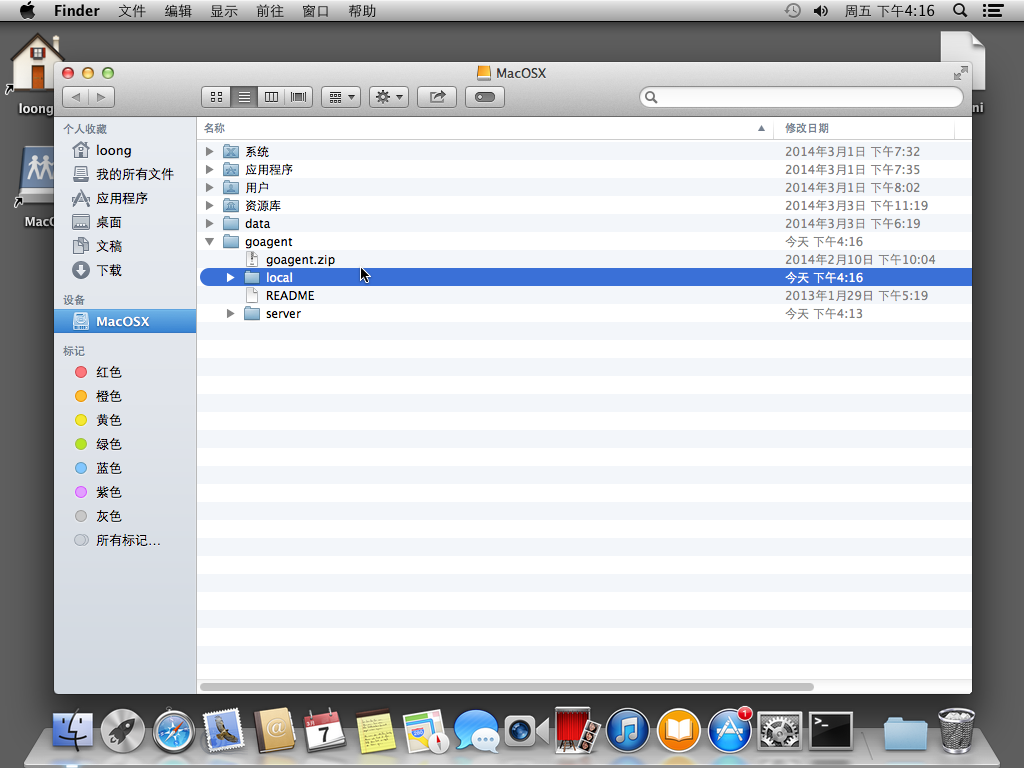 Finder 文件 编辑 显示 前往 窗口 帮助 周五 下午4:16
loong
MacOSX
个人收藏
loong
我的所有文件
应用程序
桌面
文稿
下载
设备
MacOSX
标记
红色
橙色
黄色
绿色
蓝色
紫色
灰色
所有标记...
名称 修改日期
系统 2014年3月1日 下午7:32
应用程序 2014年3月1日 下午7:35
用户 2014年3月1日 下午8:02
资源库 2014年3月3日 下午11:19
data 2014年3月3日 下午6:19
goagent 今天 下午4:16
goagent.zip 2014年2月10日 下午10:04
local 今天 下午4:16
README 2013年1月29日 下午5:19
server 今天 下午4:13
MacC
ni
7
1